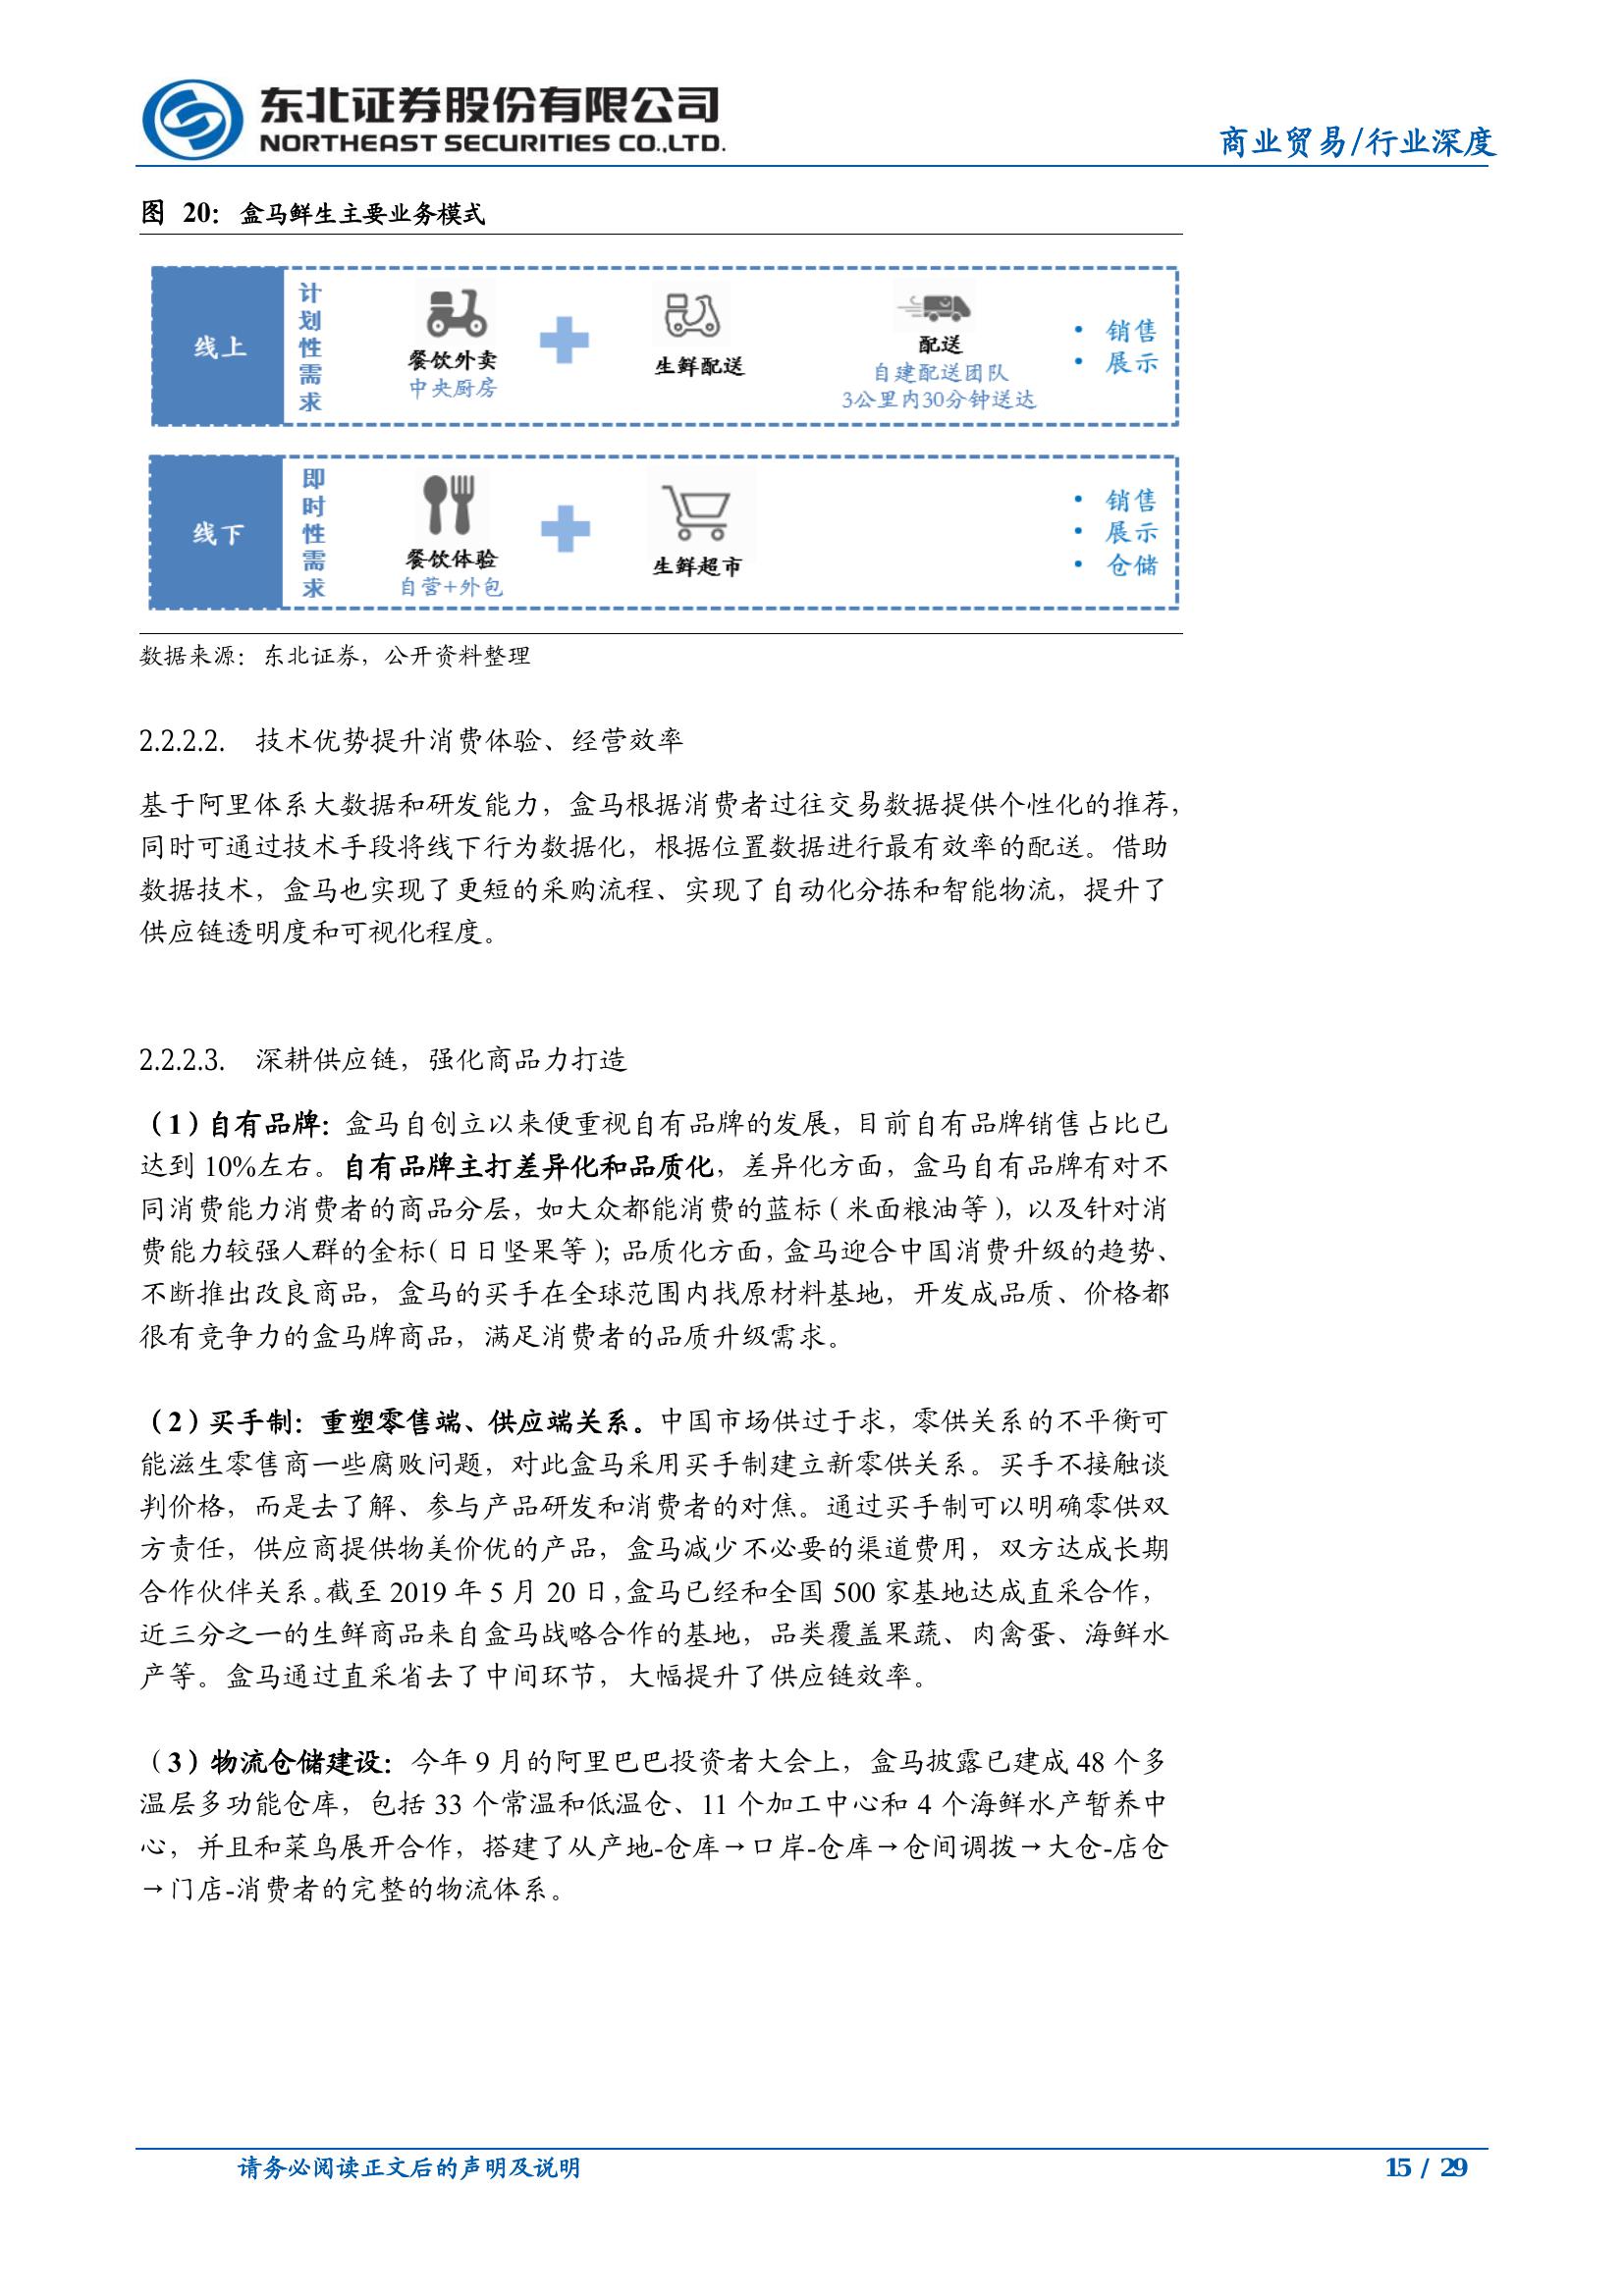 东北证券股份有限公司
NORTHEAST SECURITIES CO.,LTD.
商业贸易/行业深度
图 20：盒马鲜生主要业务模式
线上
计划性需求
餐饮外卖
中央厨房
生鲜配送
配送
自建配送团队
3公里内30分钟送达
• 销售
• 展示
线下
即时性需求
餐饮体验
自营+外包
生鲜超市
• 销售
• 展示
• 仓储
数据来源：东北证券，公开资料整理
2.2.2.2. 技术优势提升消费体验、经营效率
基于阿里体系大数据和研发能力，盒马根据消费者过往交易数据提供个性化的推荐，
同时可通过技术手段将线下行为数据化，根据位置数据进行最有效率的配送。借助
数据技术，盒马也实现了更短的采购流程、实现了自动化分拣和智能物流，提升了
供应链透明度和可视化程度。
2.2.2.3. 深耕供应链，强化商品力打造
（1）自有品牌：盒马自创立以来便重视自有品牌的发展，目前自有品牌销售占比已
达到 10%左右。自有品牌主打差异化和品质化，差异化方面，盒马自有品牌有对不
同消费能力消费者的商品分层，如大众都能消费的蓝标（米面粮油等），以及针对消
费能力较强人群的金标（日日坚果等）；品质化方面，盒马迎合中国消费升级的趋势、
不断推出改良商品，盒马的买手在全球范围内找原材料基地，开发成品质、价格都
很有竞争力的盒马牌商品，满足消费者的品质升级需求。
（2）买手制：重塑零售端、供应端关系。中国市场供过于求，零供关系的不平衡可
能滋生零售商一些腐败问题，对此盒马采用买手制建立新零供关系。买手不接触谈
判价格，而是去了解、参与产品研发和消费者的对焦。通过买手制可以明确零供双
方责任，供应商提供物美价优的产品，盒马减少不必要的渠道费用，双方达成长期
合作伙伴关系。截至 2019 年 5 月 20 日，盒马已经和全国 500 家基地达成直采合作，
近三分之一的生鲜商品来自盒马战略合作的基地，品类覆盖果蔬、肉禽蛋、海鲜水
产等。盒马通过直采省去了中间环节，大幅提升了供应链效率。
（3）物流仓储建设：今年 9 月的阿里巴巴投资者大会上，盒马披露已建成 48 个多
温层多功能仓库，包括 33 个常温和低温仓、11 个加工中心和 4 个海鲜水产暂养中
心，并且和菜鸟展开合作，搭建了从产地-仓库→口岸-仓库→仓间调拨→大仓-店仓
→门店-消费者的完整的物流体系。
请务必阅读正文后的声明及说明
15 / 29